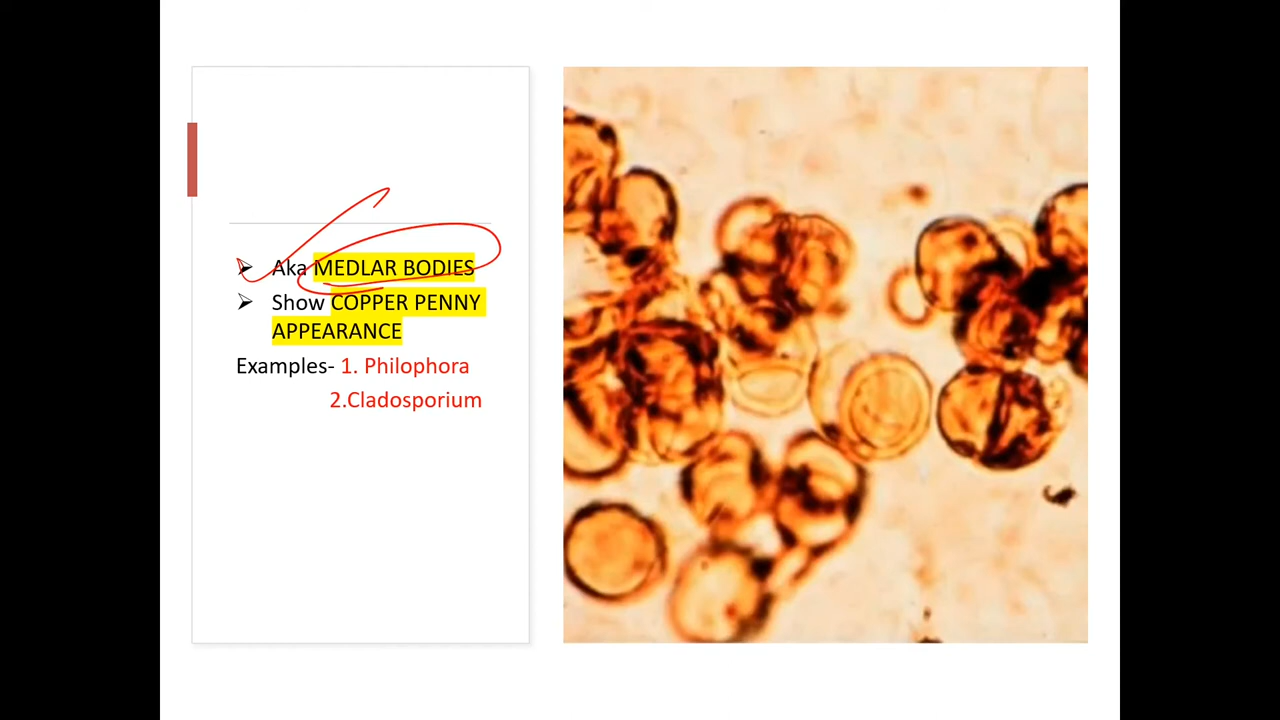 Aka MEDLAR BODIES
Show COPPER PENNY
APPEARANCE
Examples- 1. Philophora
2.Cladosporium